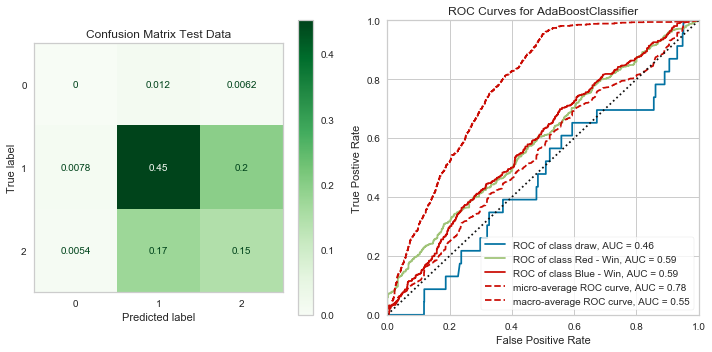 Confusion Matrix Test Data
True label
0
1
2
0 0.012 0.0062
0.0078 0.45 0.2
0.0054 0.17 0.15
0 1 2
Predicted label
0.4
0.3
0.2
0.1
0.0
ROC Curves for AdaBoostClassifier
True Postive Rate
1.0
0.8
0.6
0.4
0.2
0.0
ROC of class draw, AUC = 0.46
ROC of class Red - Win, AUC = 0.59
ROC of class Blue - Win, AUC = 0.59
micro-average ROC curve, AUC = 0.78
macro-average ROC curve, AUC = 0.55
0.0 0.2 0.4 0.6 0.8 1.0
False Positive Rate